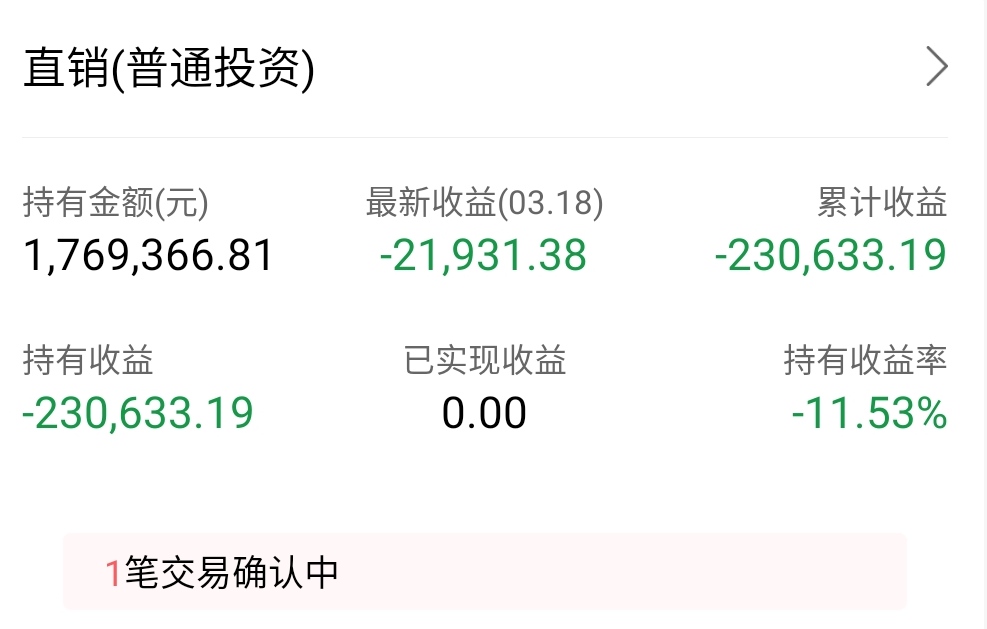 直销(普通投资)
持有金额(元) 最新收益(03.18) 累计收益
1,769,366.81 -21,931.38 -230,633.19
持有收益 已实现收益 持有收益率
-230,633.19 0.00 -11.53%
1笔交易确认中